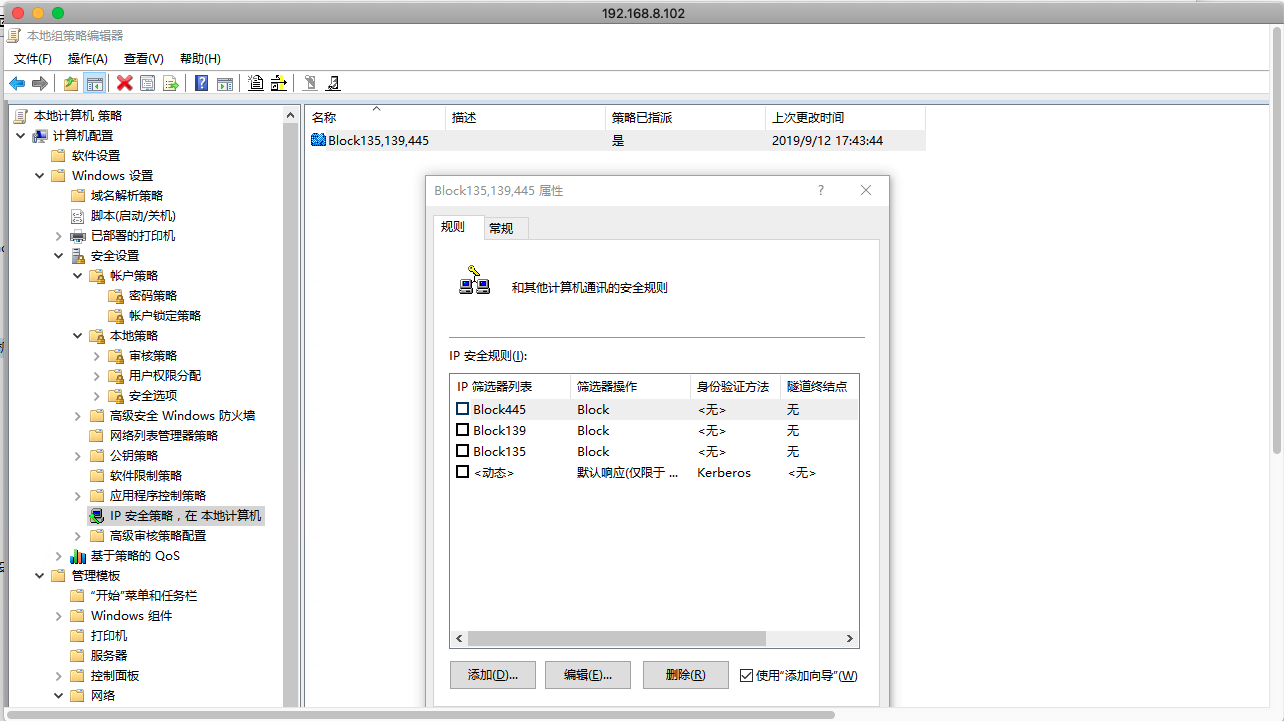 192.168.8.102
本地组策略编辑器
文件(F) 操作(A) 查看(V) 帮助(H)
本地计算机 策略
计算机配置
软件设置
Windows 设置
域名解析策略
脚本(启动/关机)
已部署的打印机
安全设置
帐户策略
密码策略
帐户锁定策略
本地策略
审核策略
用户权限分配
安全选项
高级安全 Windows 防火墙
网络列表管理器策略
公钥策略
软件限制策略
应用程序控制策略
IP 安全策略，在 本地计算机
高级审核策略配置
基于策略的 QoS
管理模板
“开始”菜单和任务栏
Windows 组件
打印机
服务器
控制面板
网络
名称 描述 策略已指派 上次更改时间
Block135,139,445 是 2019/9/12 17:43:44
Block135,139,445 属性
规则 常规
和其他计算机通讯的安全规则
IP 安全规则(I):
IP 筛选器列表 筛选器操作 身份验证方法 隧道终结点
Block445 Block <无> 无
Block139 Block <无> 无
Block135 Block <无> 无
<动态> 默认响应(仅限于 ... Kerberos <无>
添加(D)... 编辑(E)... 删除(R) 使用“添加向导”(W)